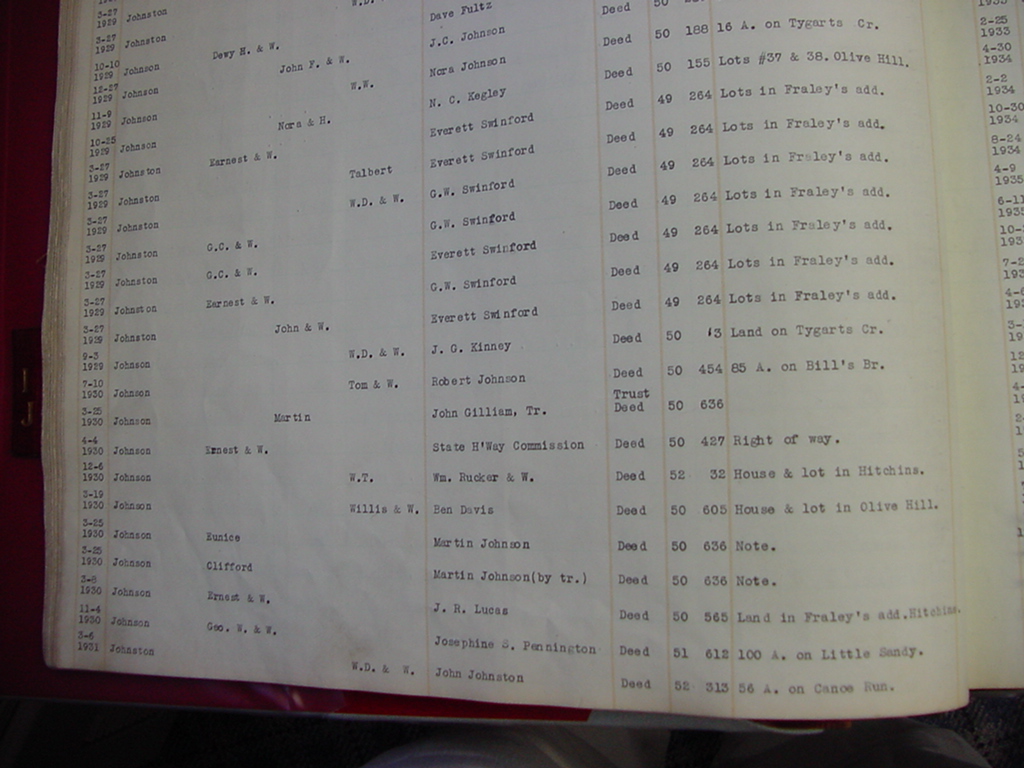 3-27 1929 Johnston W.D.
3-27 1929 Johnston
10-10 1929 Johnson Dewy H. & W. Dave Fultz
12-27 1929 Johnson John F. & W. J.C. Johnson Deed 50
11-9 1929 Johnson W.W. Nora Johnson Deed 50 188 16 A. on Tygarts Cr.
10-25 1929 Johnson Nora & H. N. C. Kegley Deed 50 155 Lots #37 & 38. Olive Hill.
3-27 1929 Johnston Earnest & W. Everett Swinford Deed 49 264 Lots in Fraley's add.
3-27 1929 Johnston Talbert Everett Swinford Deed 49 264 Lots in Fraley's add.
3-27 1929 Johnston W.D. & W. G.W. Swinford Deed 49 264 Lots in Fraley's add.
3-27 1929 Johnston G.C. & W. G.W. Swinford Deed 49 264 Lots in Fraley's add.
3-27 1929 Johnston G.C. & W. Everett Swinford Deed 49 264 Lots in Fraley's add.
3-27 1929 Johnston Earnest & W. G.W. Swinford Deed 49 264 Lots in Fraley's add.
3-27 1929 Johnston John & W. Everett Swinford Deed 49 264 Lots in Fraley's add.
9-3 1929 Johnson W.D. & W. J. G. Kinney Deed 50 13 Land on Tygarts Cr.
7-10 1930 Johnson Tom & W. Robert Johnson Deed 50 454 85 A. on Bill's Br.
3-25 1930 Johnson Martin John Gilliam, Tr. Trust Deed 50 636
4-4 1930 Johnson Ernest & W. State H'Way Commission Deed 50 427 Right of way.
12-6 1930 Johnson W.T. Wm. Rucker & W. Deed 52 32 House & lot in Hitchins.
3-19 1930 Johnson Willis & W. Ben Davis Deed 50 605 House & lot in Olive Hill.
3-25 1930 Johnson Eunice Martin Johnson Deed 50 636 Note.
3-25 1930 Johnson Clifford Martin Johnson(by tr.) Deed 50 636 Note.
3-8 1930 Johnson Ernest & W. J. R. Lucas Deed 50 565 Land in Fraley's add.Hitchins.
11-4 1930 Johnson Geo. W. & W. Josephine S. Pennington Deed 51 612 100 A. on Little Sandy.
3-6 1931 Johnston W.D. & W. John Johnston Deed 52 313 56 A. on Canoe Run.
2-25
1933
4-30
1934
2-2
1934
10-30
1934
8-24
1934
4-9
1935